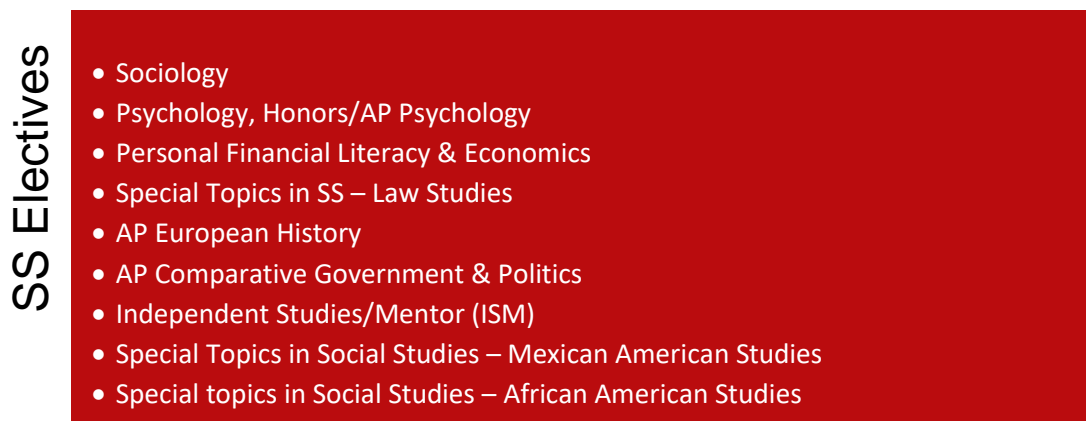 SS Electives
• Sociology
• Psychology, Honors/AP Psychology
• Personal Financial Literacy & Economics
• Special Topics in SS – Law Studies
• AP European History
• AP Comparative Government & Politics
• Independent Studies/Mentor (ISM)
• Special Topics in Social Studies – Mexican American Studies
• Special topics in Social Studies – African American Studies